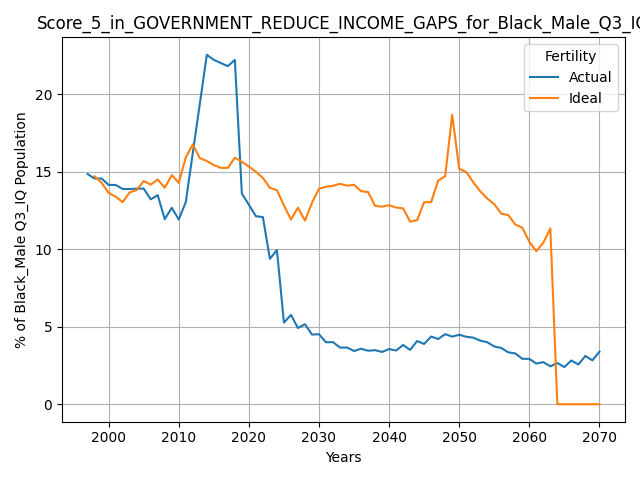 Score_5_in_GOVERNMENT_REDUCE_INCOME_GAPS_for_Black_Male_Q3_IQ
Fertility
Actual
Ideal
% of Black_Male Q3_IQ Population
20
15
10
5
0
2000 2010 2020 2030 2040 2050 2060 2070
Years